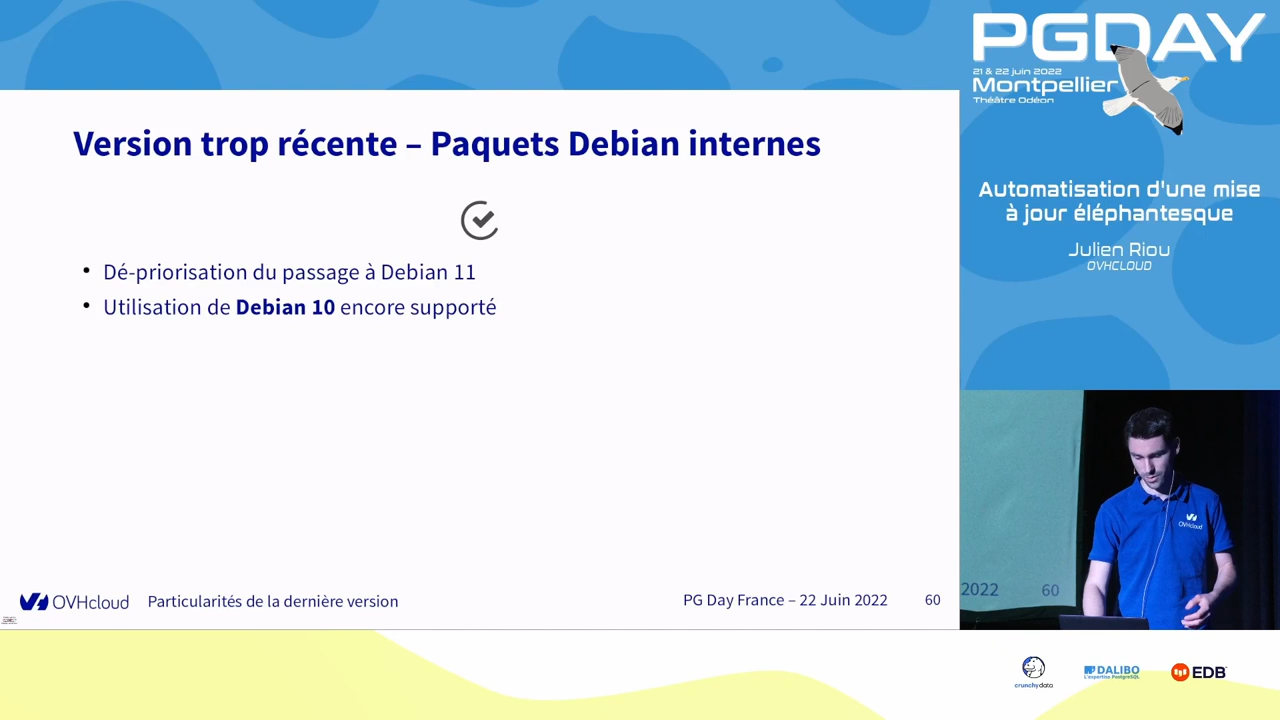 Version trop récente – Paquets Debian internes
• Dé-priorisation du passage à Debian 11
• Utilisation de Debian 10 encore supporté
OVHcloud
Particularités de la dernière version
PG Day France – 22 Juin 2022
60
PGDAY
21 & 22 juin 2022
Montpellier
Théâtre Odéon
Automatisation d'une mise
à jour éléphantesque
Julien Riou
OVHCLOUD
OVHcloud
2022
60
crunchydata
DALIBO
L'expertise PostgreSQL
EDB